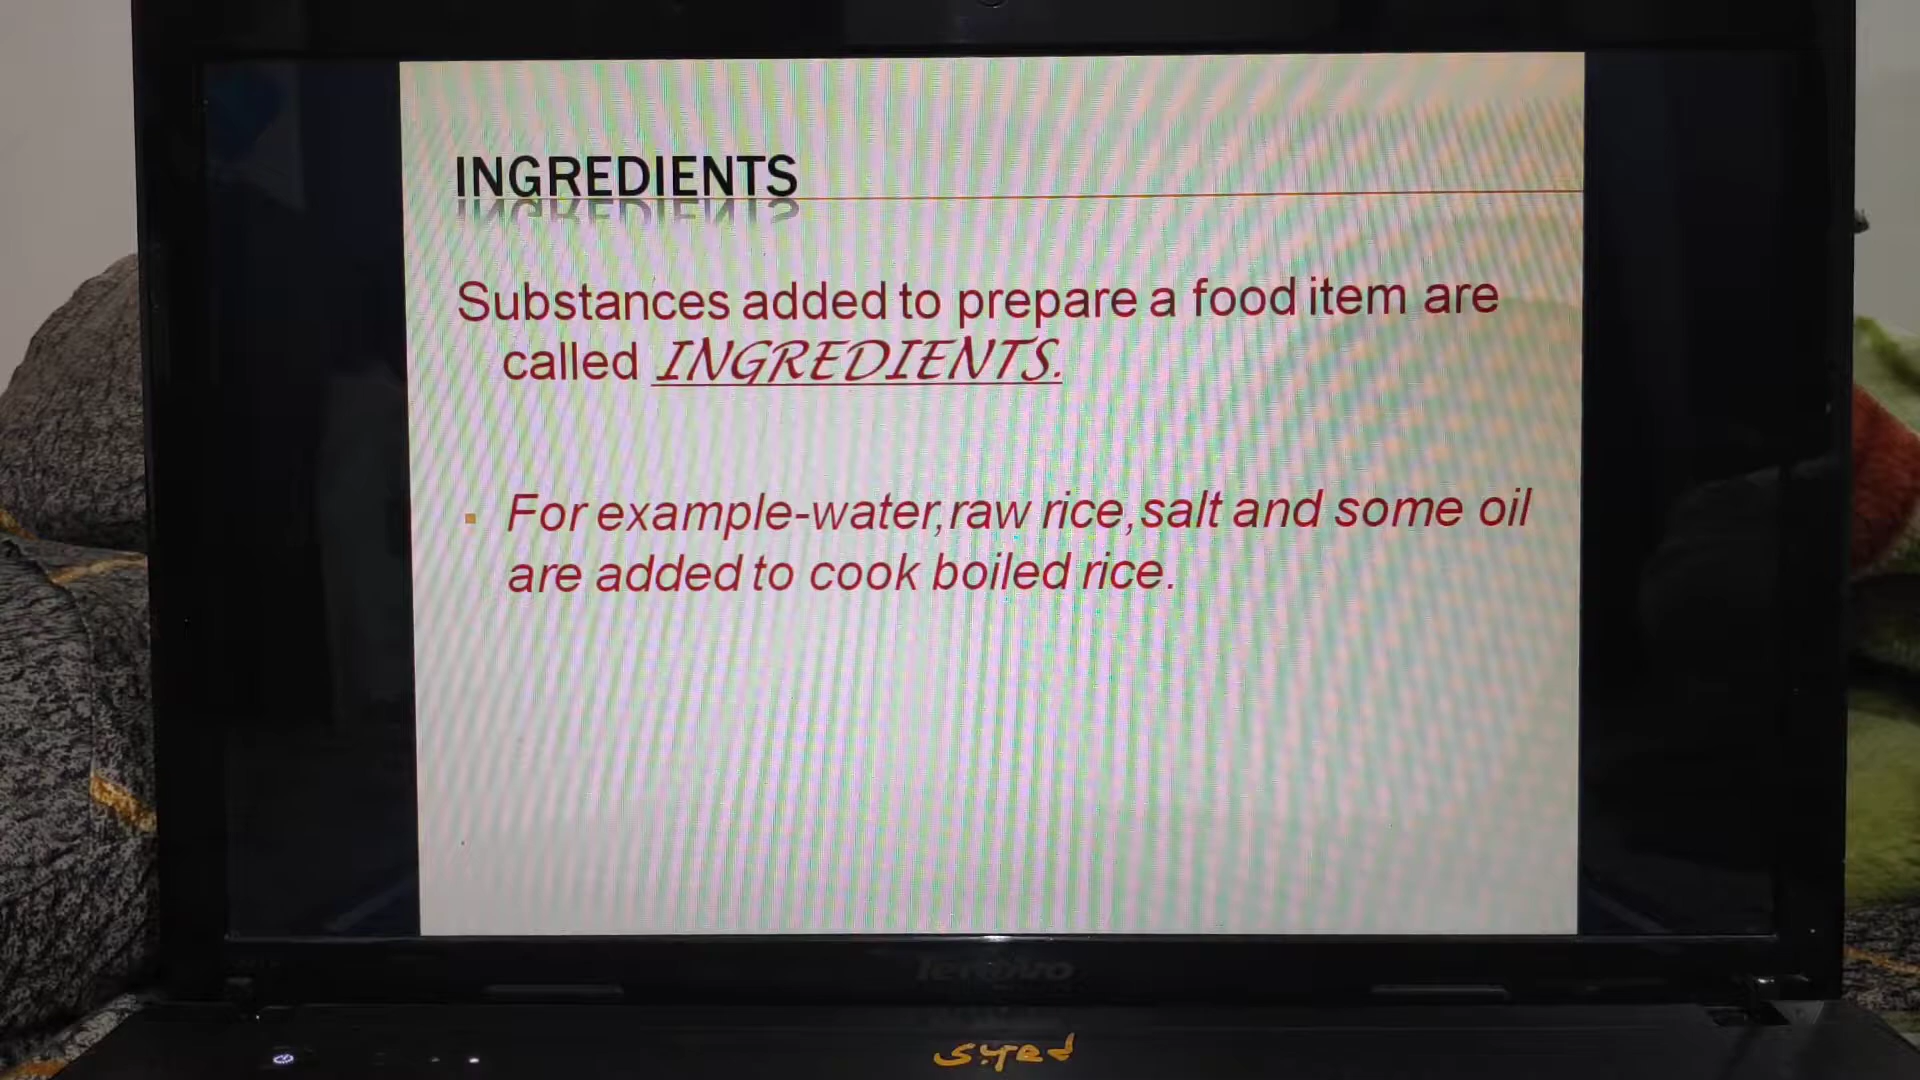 INGREDIENTS
Substances added to prepare a food item are
called INGREDIENTS.
For example-water,raw rice,salt and some oil
are added to cook boiled rice.
lenovo
syed